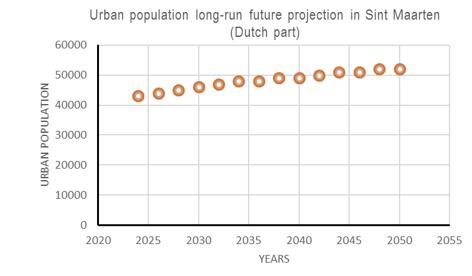 Urban population long-run future projection in Sint Maarten
(Dutch part)
60000
50000
40000
30000
20000
10000
0
URBAN POPULATION
2020 2025 2030 2035 2040 2045 2050 2055
YEARS